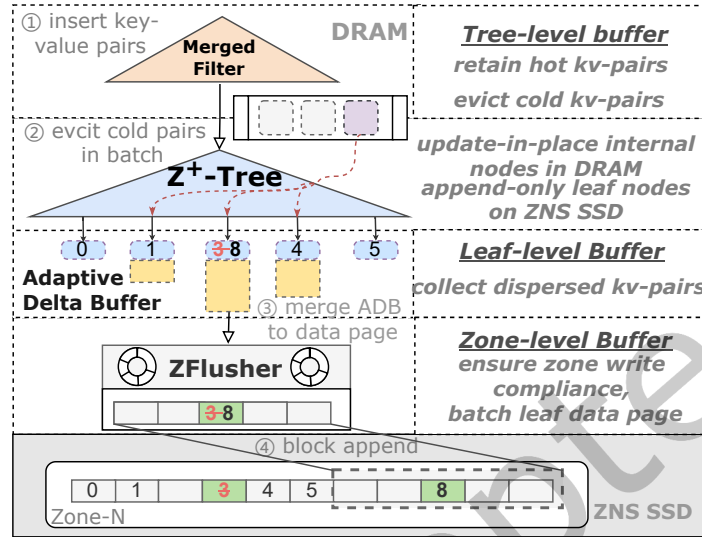 ① insert key-
value pairs
DRAM
Merged
Filter
Tree-level buffer
retain hot kv-pairs
evict cold kv-pairs
② evcit cold pairs
in batch
Z+-Tree
update-in-place internal
nodes in DRAM
append-only leaf nodes
on ZNS SSD
0 1 3 8 4 5
Adaptive
Delta Buffer
Leaf-level Buffer
collect dispersed kv-pairs
③ merge ADB
to data page
ZFlusher
3 8
Zone-level Buffer
ensure zone write
compliance,
batch leaf data page
④ block append
0 1 3 4 5 8
Zone-N
ZNS SSD